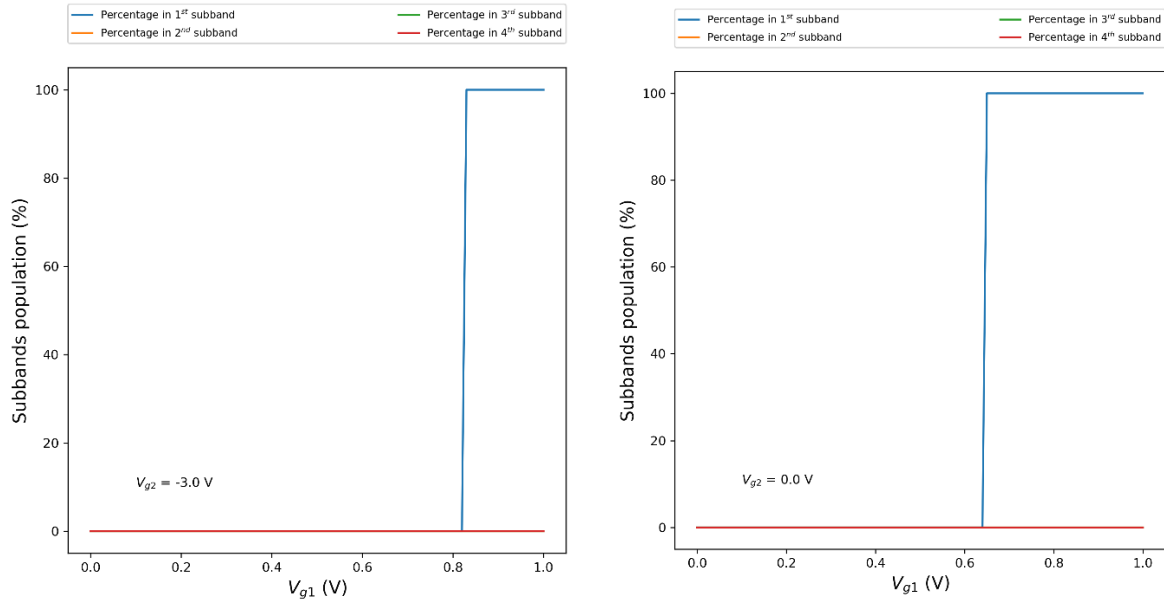 Percentage in 1st subband
Percentage in 2nd subband
Percentage in 3rd subband
Percentage in 4th subband
100
80
60
40
20
0
Subbands population (%)
Vg2 = -3.0 V
0.0 0.2 0.4 0.6 0.8 1.0
Vg1 (V)
Percentage in 1st subband
Percentage in 2nd subband
Percentage in 3rd subband
Percentage in 4th subband
100
80
60
40
20
0
Subbands population (%)
Vg2 = 0.0 V
0.0 0.2 0.4 0.6 0.8 1.0
Vg1 (V)